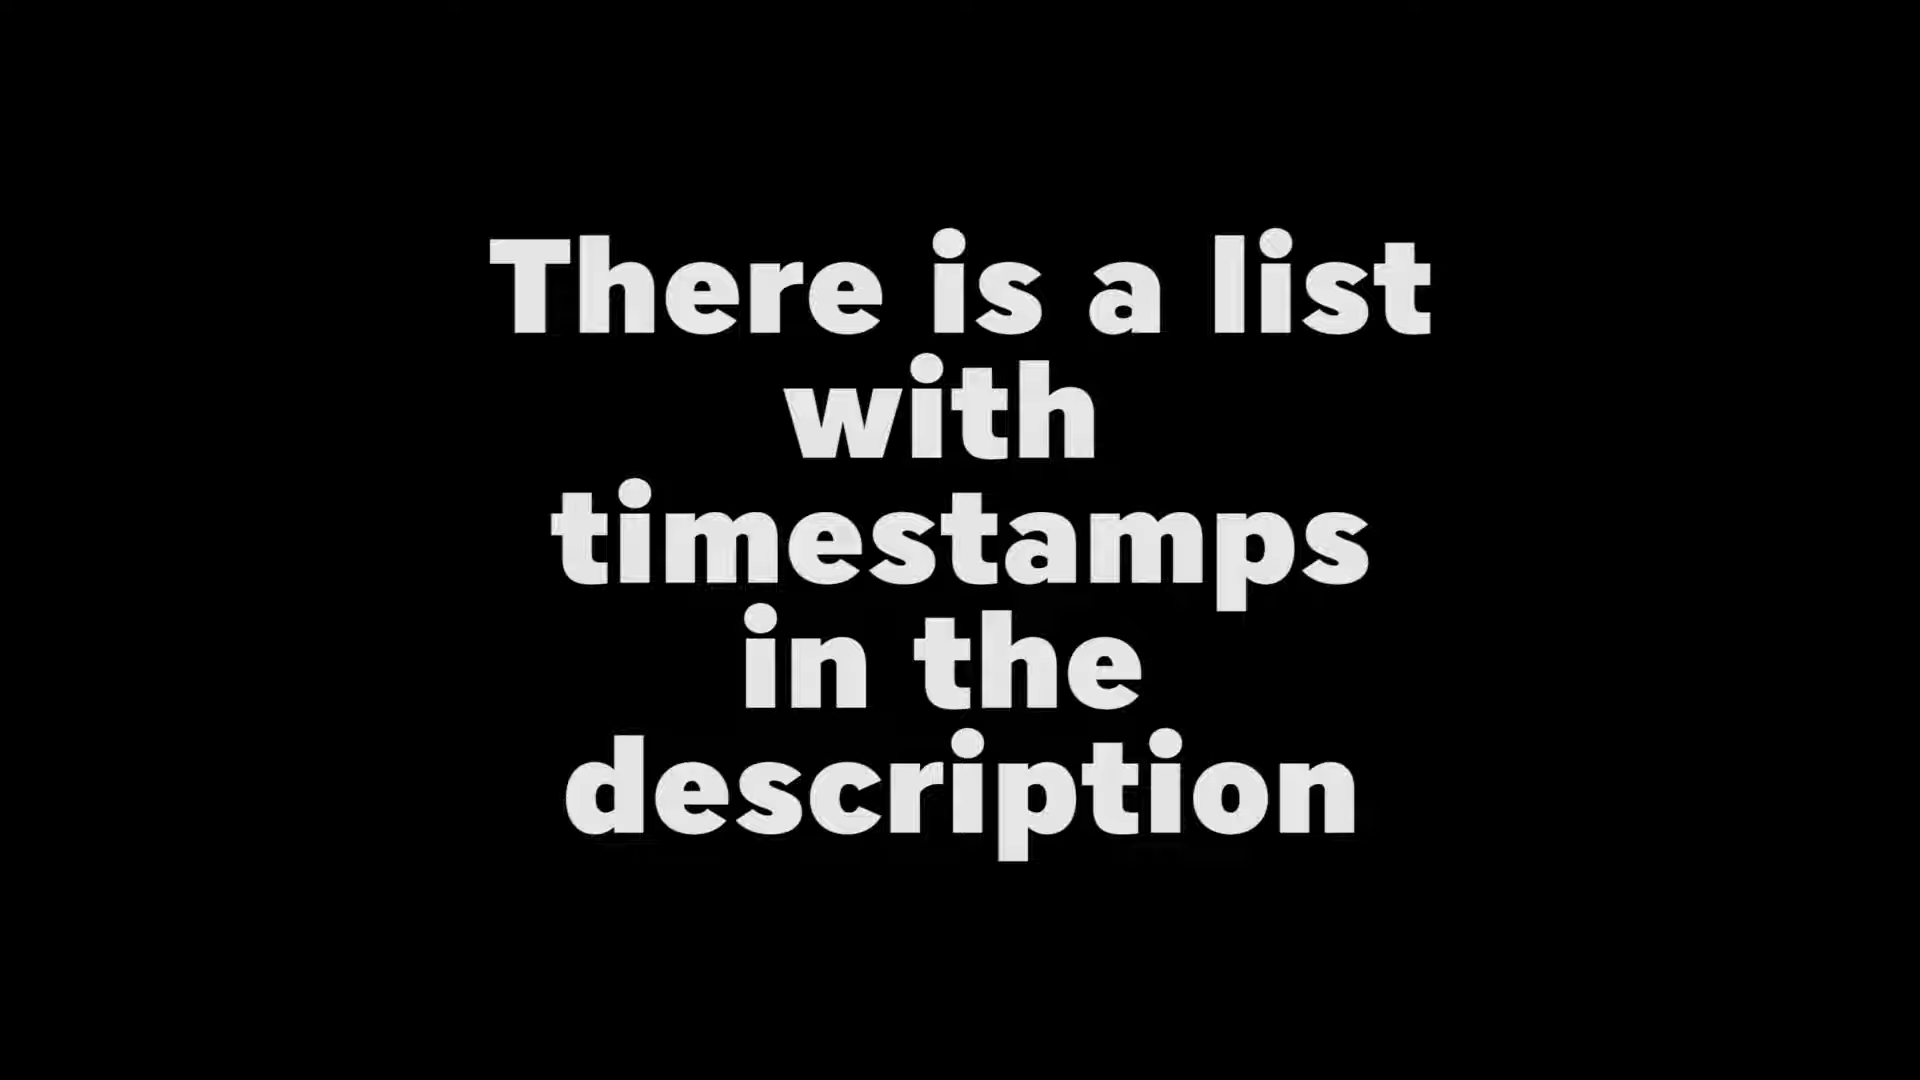 There is a list
with
timestamps
in the
description